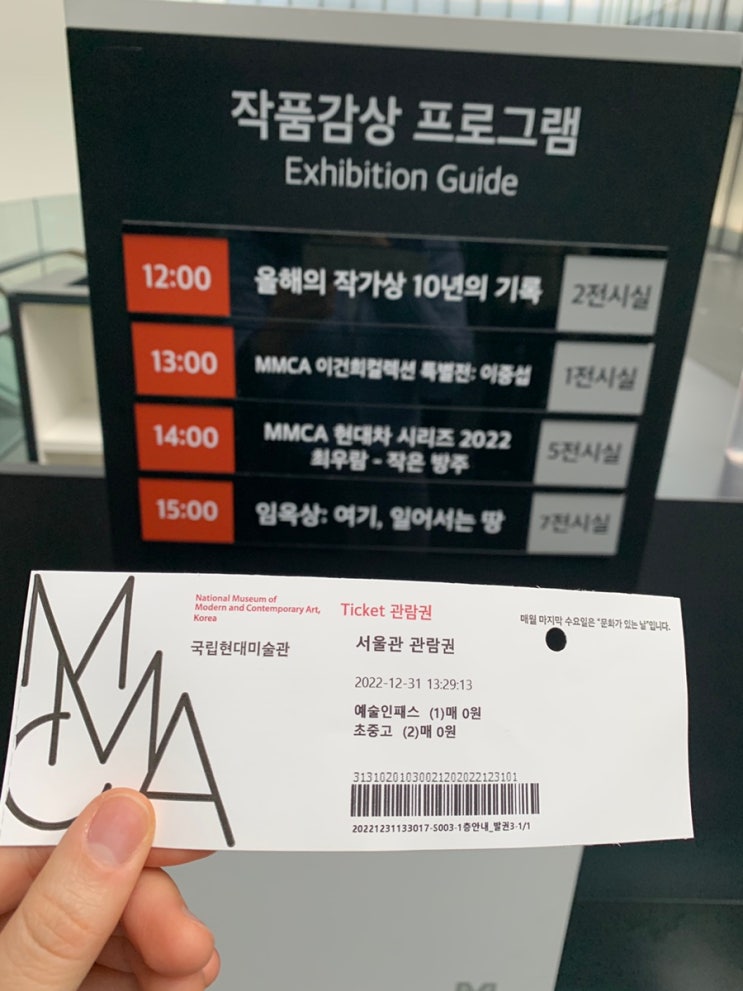 작품감상 프로그램
Exhibition Guide
12:00 올해의 작가상 10년의 기록 2전시실
13:00 MMCA 이건희컬렉션 특별전: 이중섭 1전시실
14:00 MMCA 현대차 시리즈 2022
최우람 - 작은 방주 5전시실
15:00 임옥상: 여기, 일어서는 땅 7전시실
MMCA
National Museum of
Modern and Contemporary Art,
Korea
국립현대미술관
Ticket 관람권
서울관 관람권
매월 마지막 수요일은 "문화가 있는 날"입니다.
2022-12-31 13:29:13
예술인패스 (1)매 0원
초중고 (2)매 0원
3131020103002120202212310​1
20221231133017-S003-1층안내_발권3-1/1